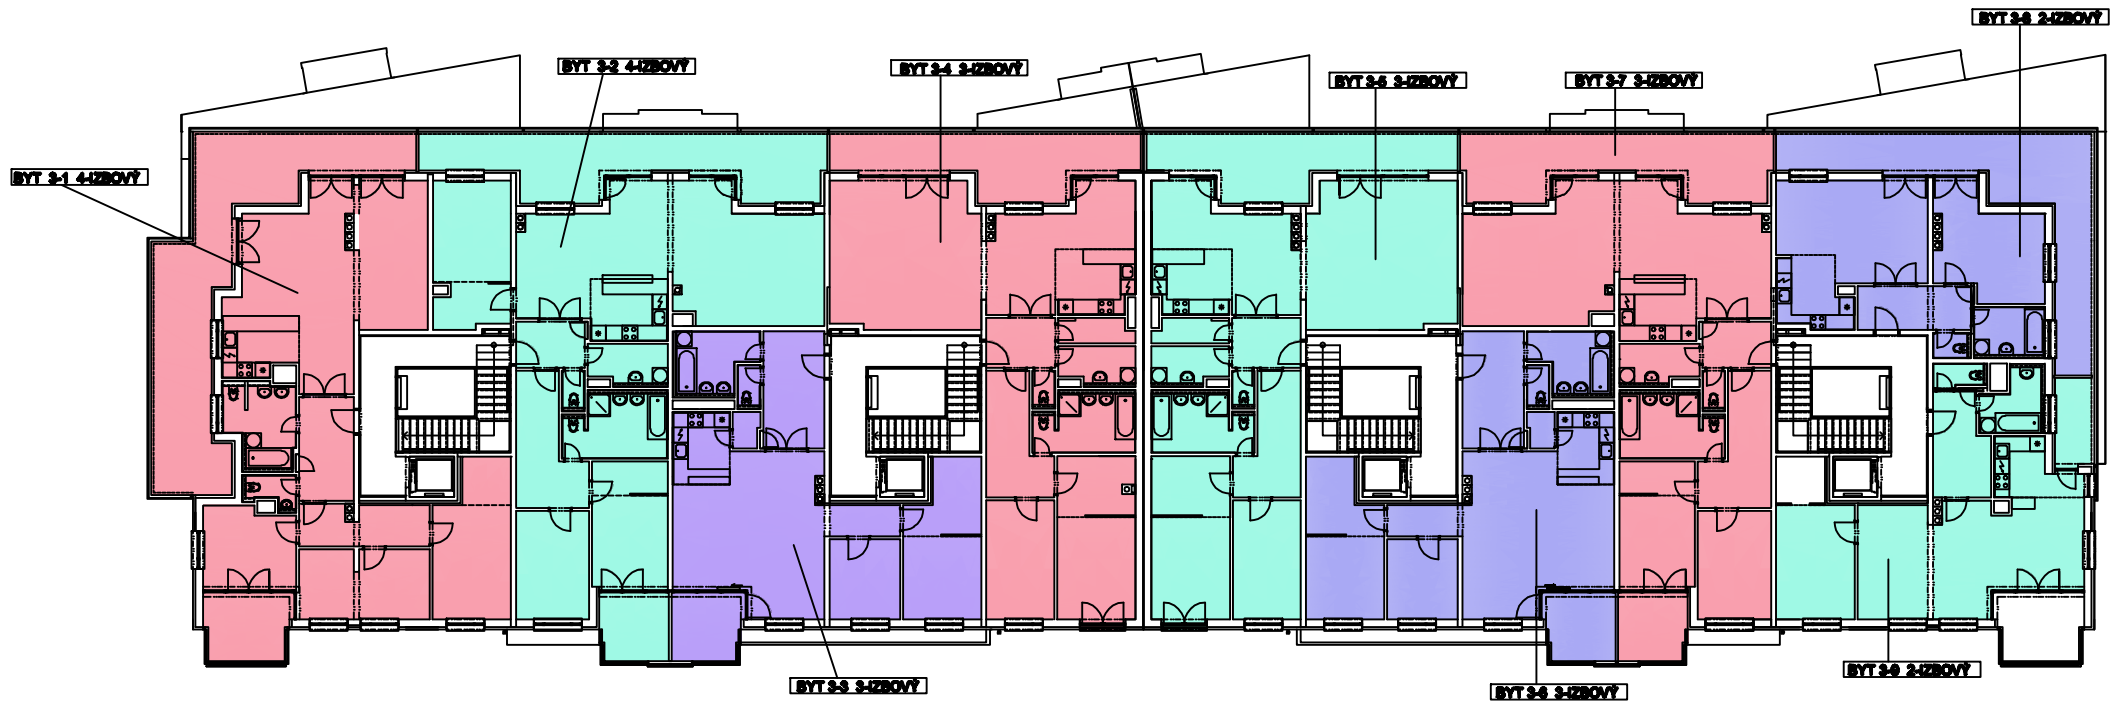 BYT 3-8 2-IZBOVÝ
BYT 3-2 4-IZBOVÝ
BYT 3-4 3-IZBOVÝ
BYT 3-5 3-IZBOVÝ
BYT 3-7 3-IZBOVÝ
BYT 3-1 4-IZBOVÝ
BYT 3-9 2-IZBOVÝ
BYT 3-3 3-IZBOVÝ
BYT 3-6 3-IZBOVÝ